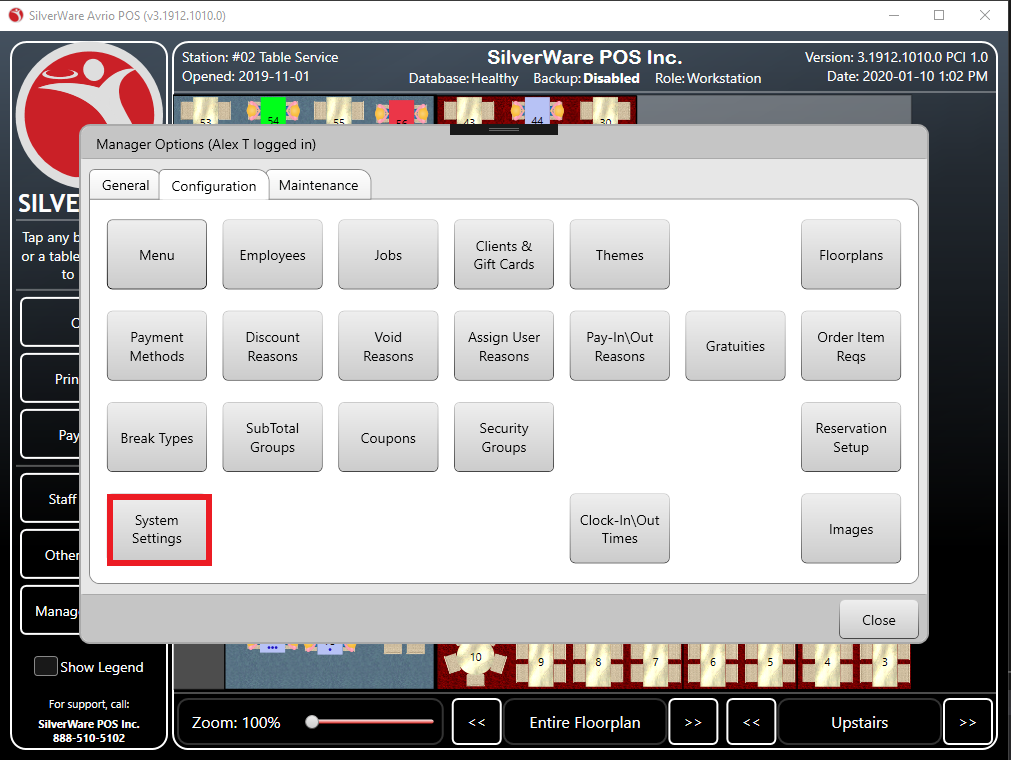 SilverWare Avrio POS (v3.1912.1010.0)
Station: #02 Table Service
SilverWare POS Inc.
Version: 3.1912.1010.0 PCI 1.0
Opened: 2019-11-01
Database: Healthy Backup: Disabled Role: Workstation
Date: 2020-01-10 1:02 PM
53
54
55
56
43
44
30
Manager Options (Alex T logged in)
General
Configuration
Maintenance
SILVE
Tap any b
or a table
to
Menu
Employees
Jobs
Clients &
Gift Cards
Themes
Floorplans
Payment
Methods
Discount
Reasons
Void
Reasons
Assign User
Reasons
Pay-In\Out
Reasons
Gratuities
Order Item
Reqs
Prin
Pay
Break Types
SubTotal
Groups
Coupons
Security
Groups
Reservation
Setup
Staff
Other
Manag
System
Settings
Clock-In\Out
Times
Images
Close
10
9
8
7
6
5
4
3
Show Legend
For support, call:
SilverWare POS Inc.
888-510-5102
Zoom: 100%
<<
Entire Floorplan
>>
<<
Upstairs
>>